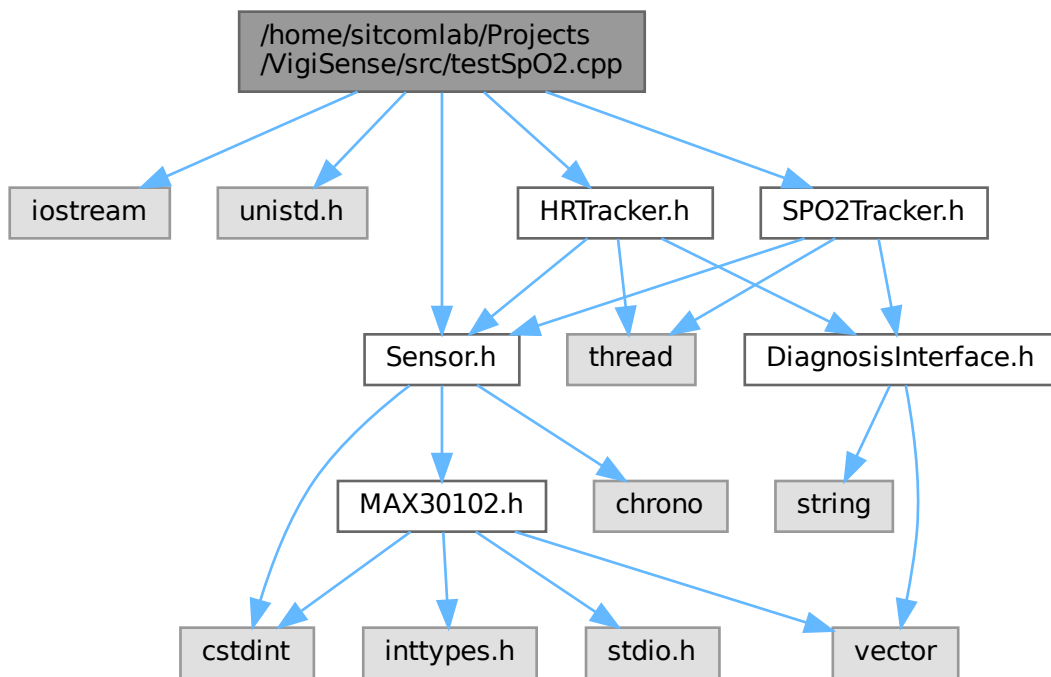 /home/sitcomlab/Projects
/VigiSense/src/testSpO2.cpp
iostream
unistd.h
HRTracker.h
SPO2Tracker.h
Sensor.h
thread
DiagnosisInterface.h
MAX30102.h
chrono
string
cstdint
inttypes.h
stdio.h
vector